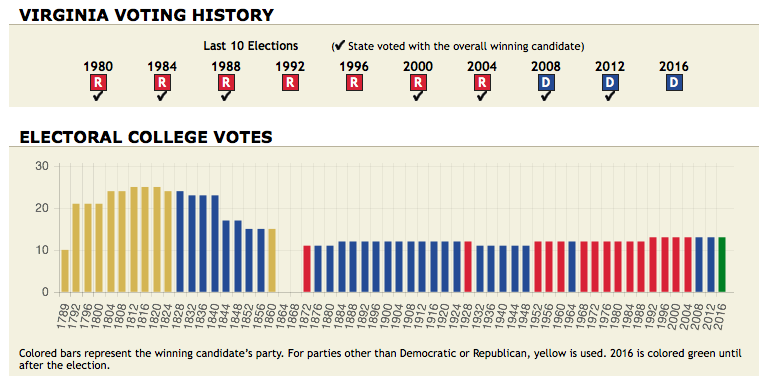 VIRGINIA VOTING HISTORY
Last 10 Elections (✔ State voted with the overall winning candidate)
1980 1984 1988 1992 1996 2000 2004 2008 2012 2016
R R R R R R R D D D
✔ ✔ ✔ ✔ ✔ ✔ ✔
ELECTORAL COLLEGE VOTES
30
20
10
0
1789 1792 1796 1800 1804 1808 1812 1816 1820 1824 1828 1832 1836 1840 1844 1848 1852 1856 1860 1864 1868 1872 1876 1880 1884 1888 1892 1896 1900 1904 1908 1912 1916 1920 1924 1928 1932 1936 1940 1944 1948 1952 1956 1960 1964 1968 1972 1976 1980 1984 1988 1992 1996 2000 2004 2008 2012 2016
Colored bars represent the winning candidate's party. For parties other than Democratic or Republican, yellow is used. 2016 is colored green until
after the election.